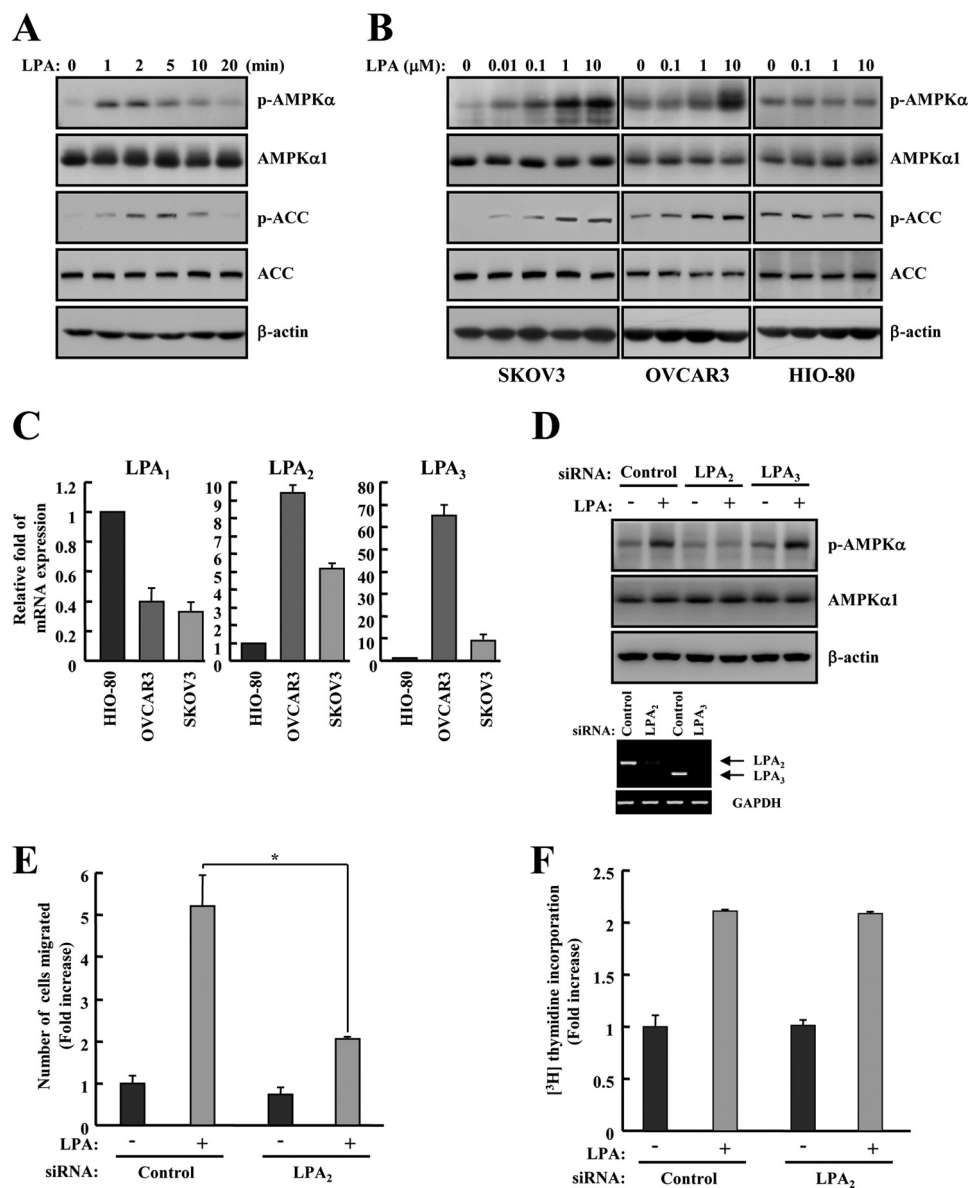 A
LPA: 0 1 2 5 10 20 (min)
p-AMPKα
AMPKα1
p-ACC
ACC
β-actin
B
LPA (μM): 0 0.01 0.1 1 10 0 0.1 1 10 0 0.1 1 10
p-AMPKα
AMPKα1
p-ACC
ACC
β-actin
SKOV3 OVCAR3 HIO-80
C
LPA₁ LPA₂ LPA₃
Relative fold of
mRNA expression
1.2
1
0.8
0.6
0.4
0.2
0
10
9
8
7
6
5
4
3
2
1
0
80
70
60
50
40
30
20
10
0
HIO-80 OVCAR3 SKOV3
HIO-80 OVCAR3 SKOV3
HIO-80 OVCAR3 SKOV3
D
siRNA: Control LPA₂ LPA₃
LPA: - + - + - +
p-AMPKα
AMPKα1
β-actin
siRNA: Control LPA₂ Control LPA₃
LPA₂
LPA₃
GAPDH
E
Number of cells migrated
(Fold increase)
6
5
4
2
1
0
*
LPA: - + - +
siRNA: Control LPA₂
F
[³H] thymidine incorporation
(Fold increase)
2.5
2
1.5
1
0.5
0
LPA: - + - +
siRNA: Control LPA₂